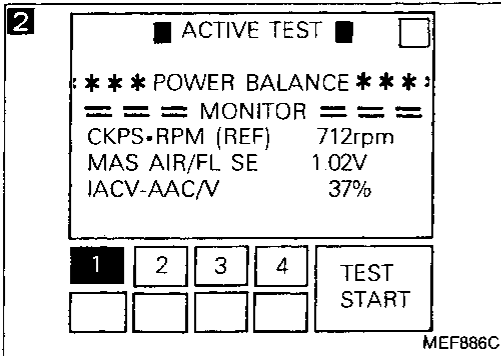 2
■ ACTIVE TEST ■
* * * POWER BALANCE * * *
= = = MONITOR = = =
CKPS•RPM (REF) 712rpm
MAS AIR/FL SE 1.02V
IACV-AAC/V 37%
1 2 3 4 TEST
START
MEF886C